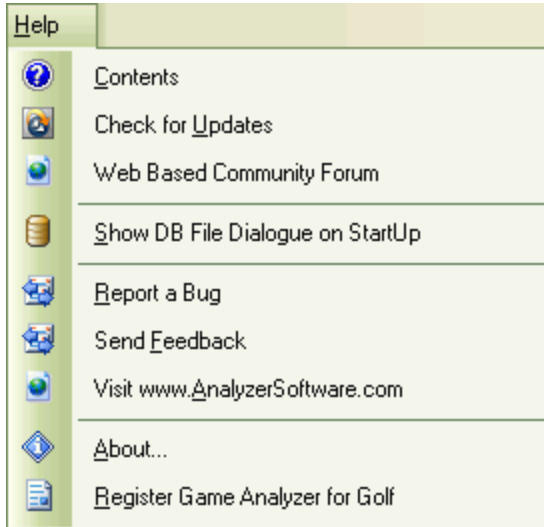 Help
Contents
Check for Updates
Web Based Community Forum
Show DB File Dialogue on StartUp
Report a Bug
Send Feedback
Visit www.AnalyzerSoftware.com
About...
Register Game Analyzer for Golf